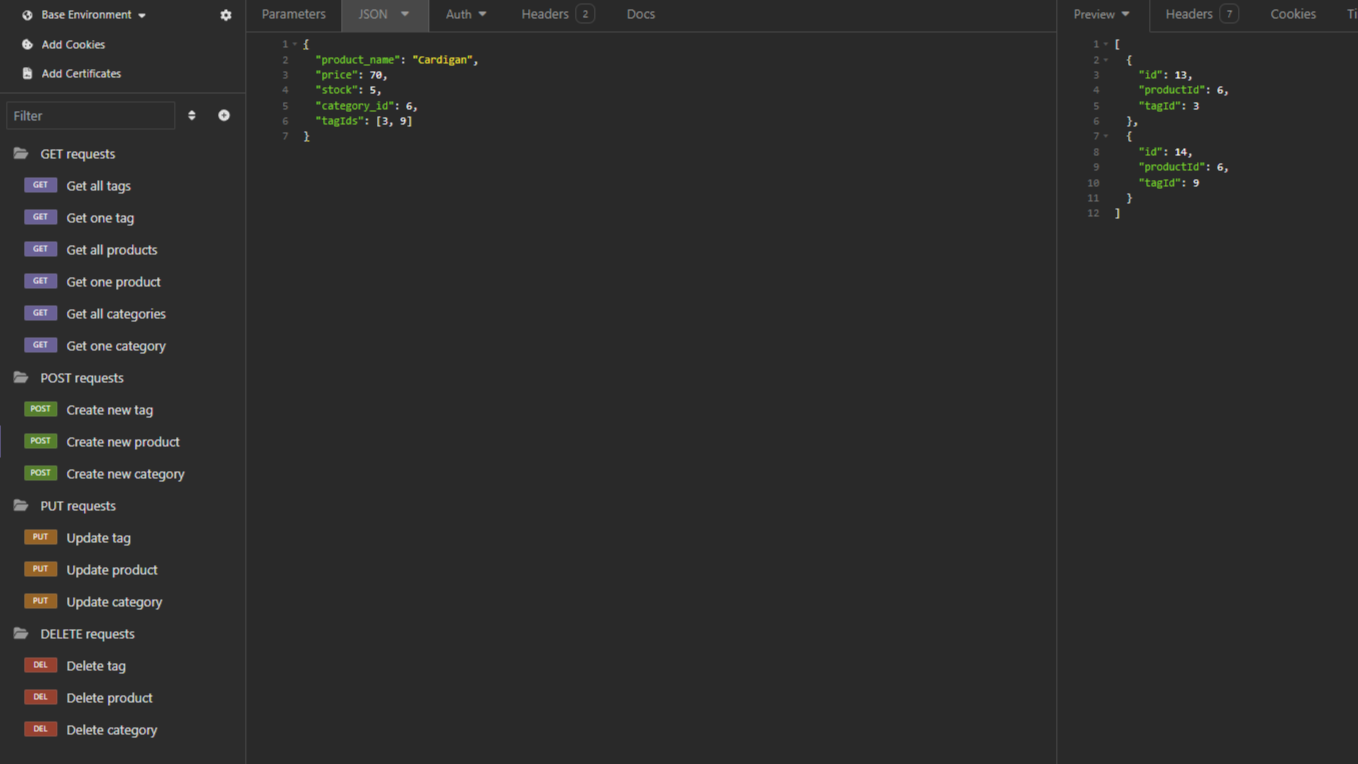 Base Environment
Add Cookies
Add Certificates
Filter
GET requests
GET Get all tags
GET Get one tag
GET Get all products
GET Get one product
GET Get all categories
GET Get one category
POST requests
POST Create new tag
POST Create new product
POST Create new category
PUT requests
PUT Update tag
PUT Update product
PUT Update category
DELETE requests
DEL Delete tag
DEL Delete product
DEL Delete category
Parameters JSON Auth Headers 2 Docs
1 {
2 "product_name": "Cardigan",
3 "price": 70,
4 "stock": 5,
5 "category_id": 6,
6 "tagIds": [3, 9]
7 }
Preview Headers 7 Cookies Ti
1 [
2 {
3 "id": 13,
4 "productId": 6,
5 "tagId": 3
6 },
7 {
8 "id": 14,
9 "productId": 6,
10 "tagId": 9
11 }
12 ]